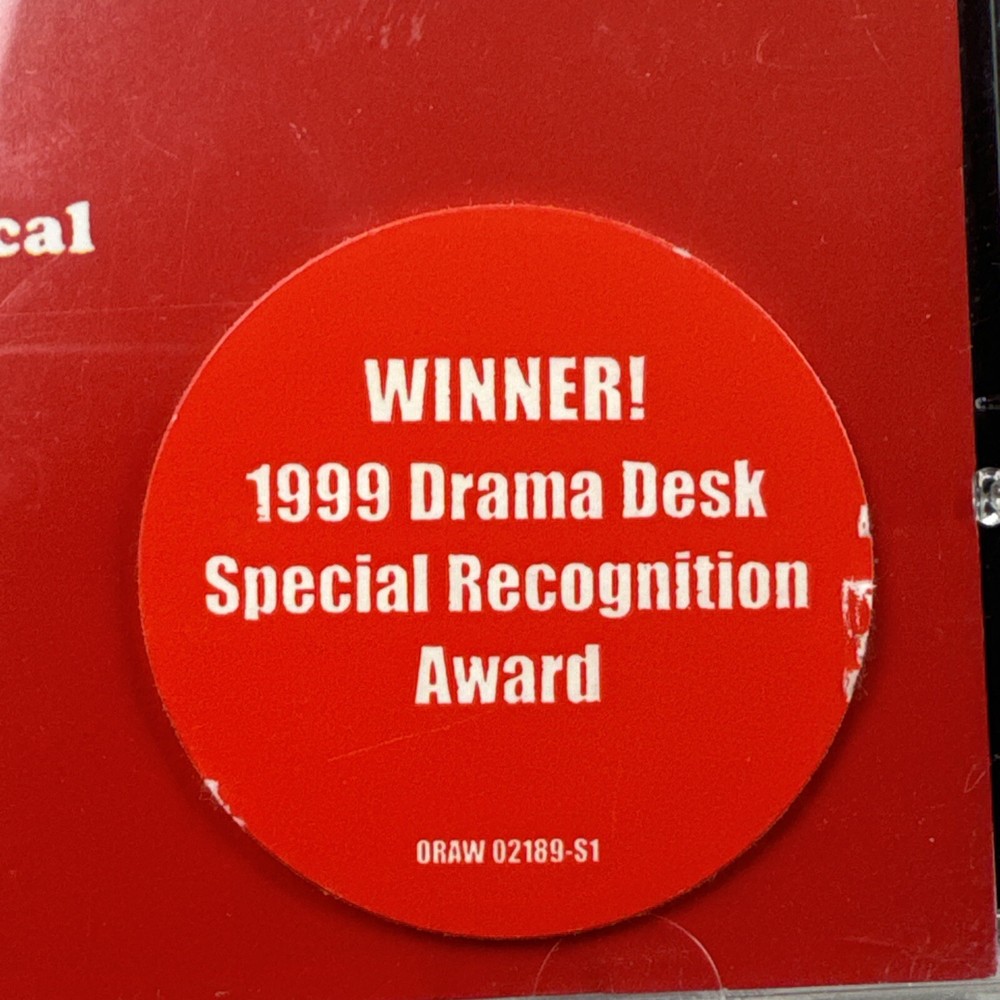 cal
WINNER!
1999 Drama Desk
Special Recognition
Award
ORAW 02189-S1